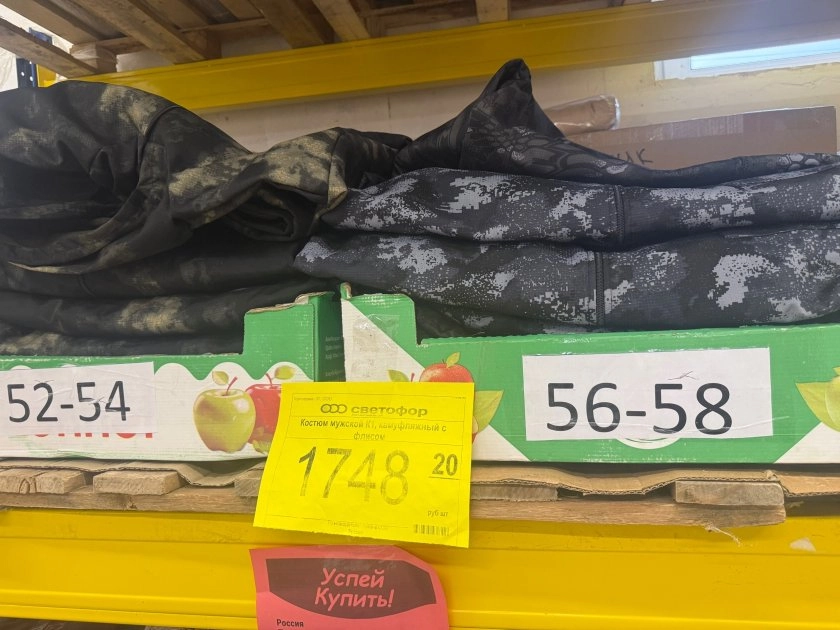 52-54
56-58
светофор
Костюм мужской КТ, камуфляжный с
флисом
1748 20
руб шт
Успей
Купить!
Россия